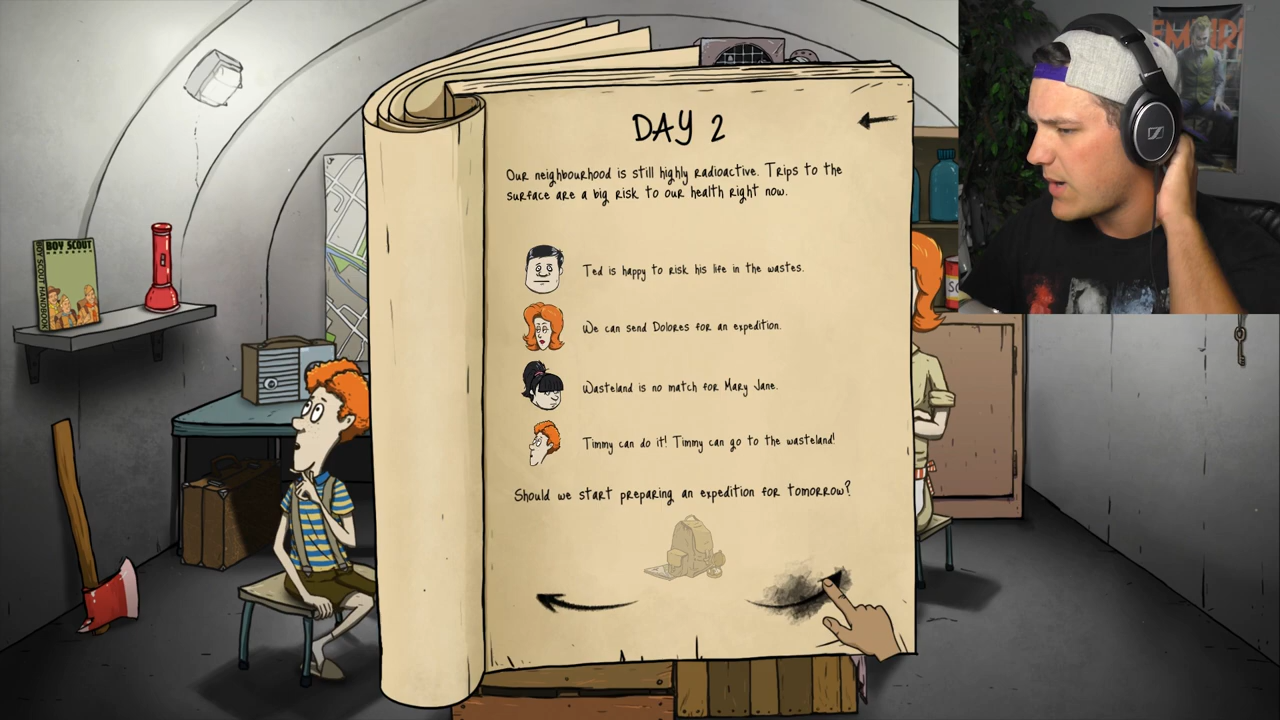 DAY 2
Our neighbourhood is still highly radioactive. Trips to the
surface are a big risk to our health right now.
Ted is happy to risk his life in the wastes.
We can send Dolores for an expedition.
Wasteland is no match for Mary Jane.
Timmy can do it! Timmy can go to the wasteland!
Should we start preparing an expedition for tomorrow?
BOY SCOUT
BOY SCOUT HANDBOOK